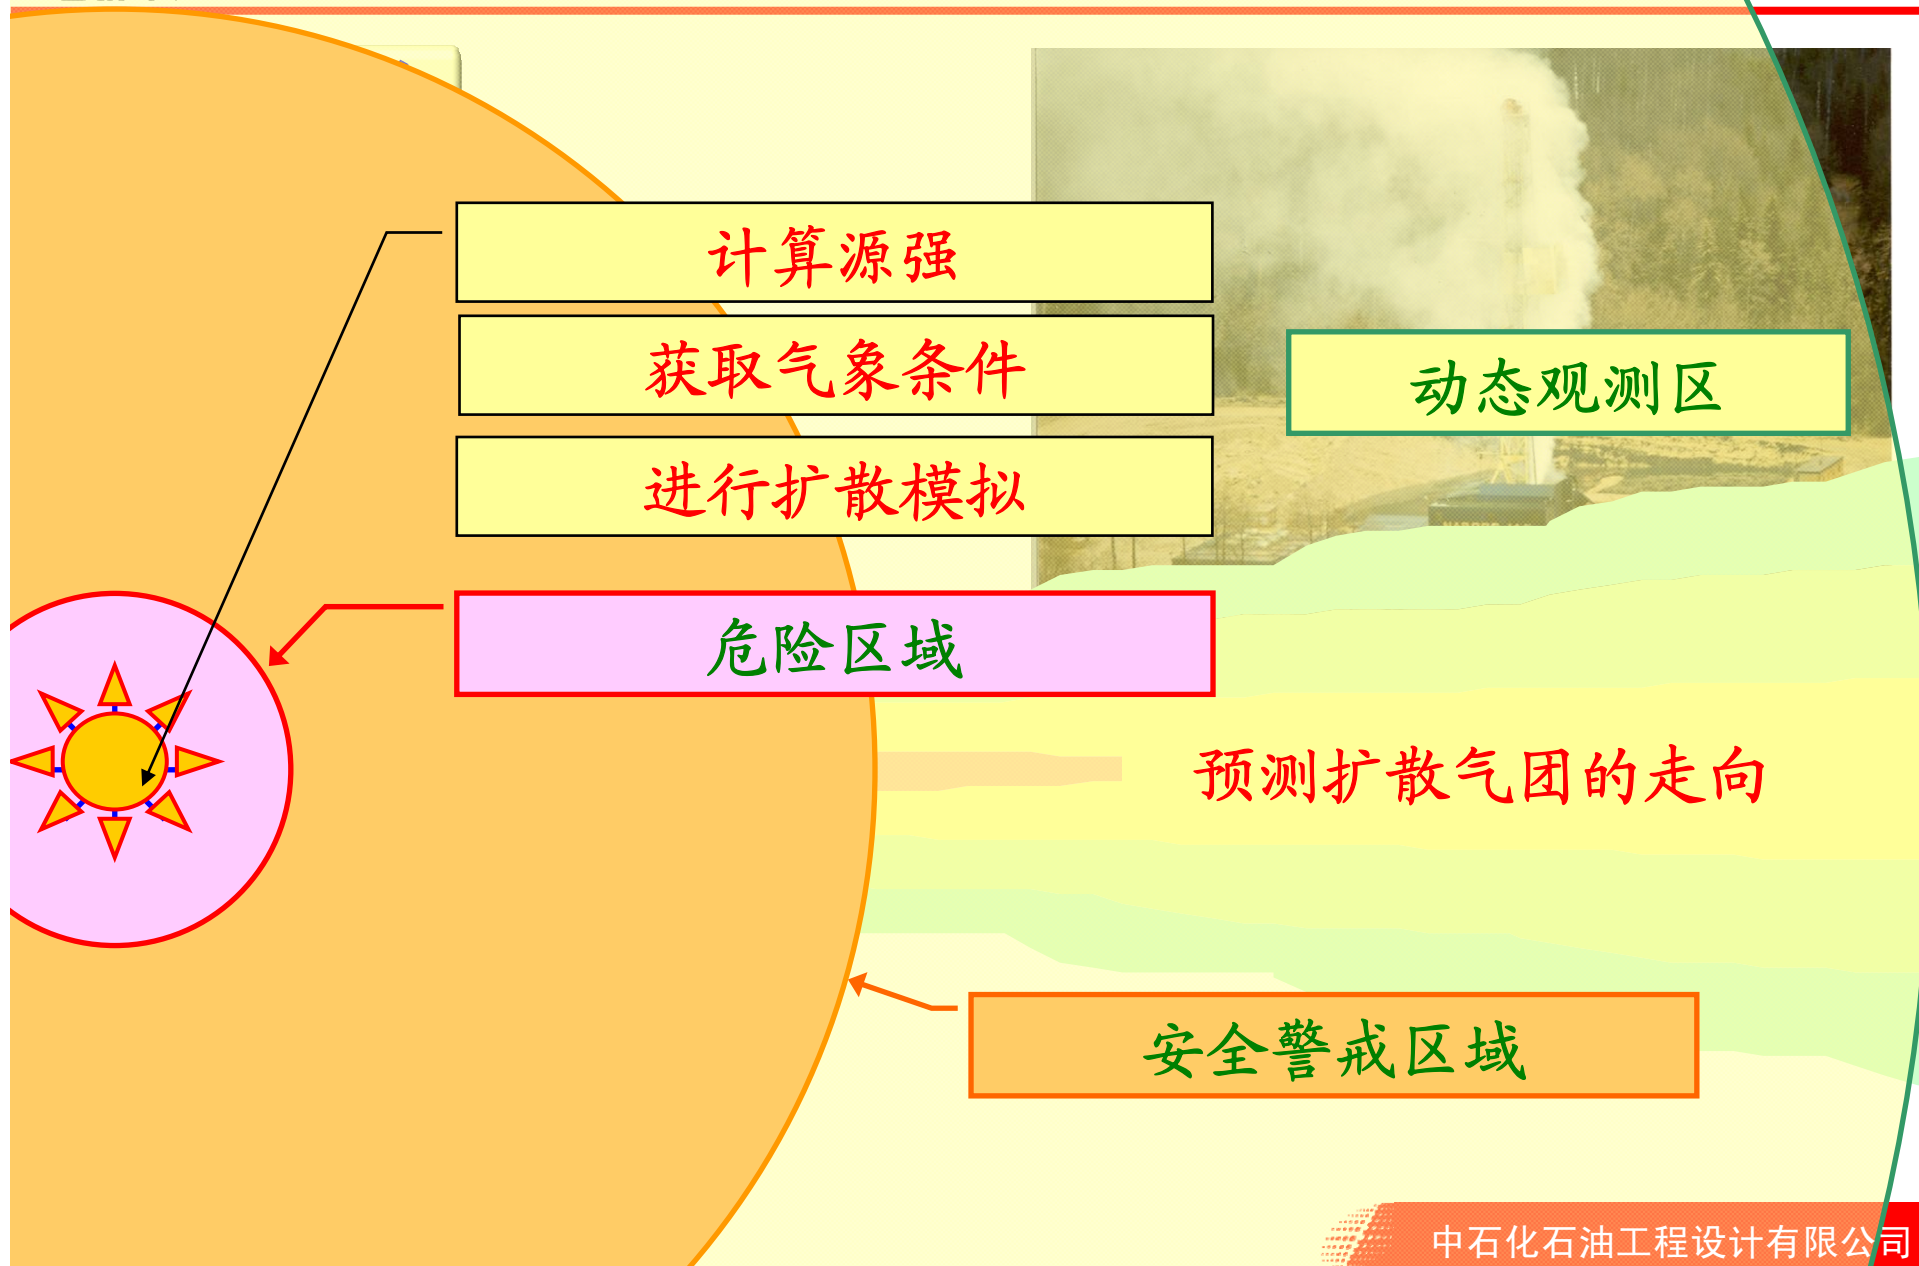 计算源强
获取气象条件
动态观测区
进行扩散模拟
危险区域
预测扩散气团的走向
安全警戒区域
中石化石油工程设计有限公司